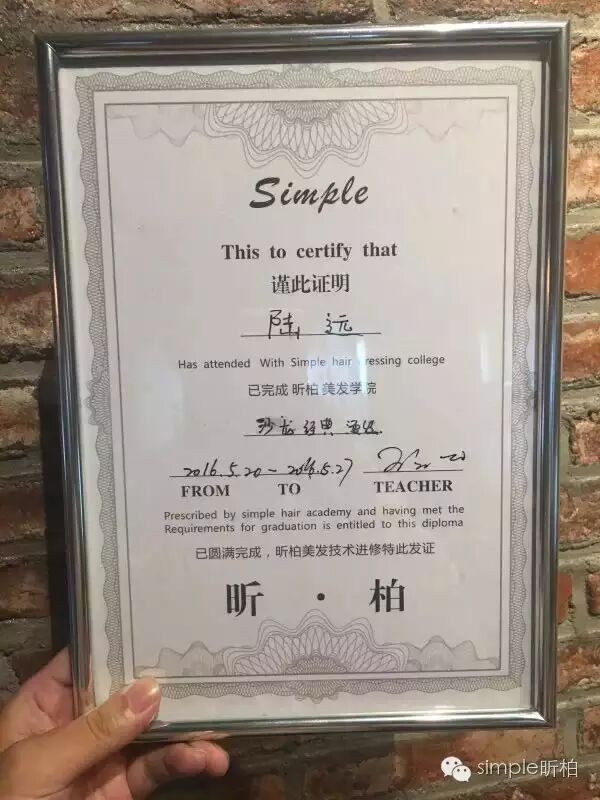 Simple
This to certify that
谨此证明
陆远
Has attended With Simple hair dressing college
已完成 昕柏 美发学院
沙龙经典
2016.5.20-2016.5.27
FROM TO TEACHER
Prescribed by simple hair academy and having met the
Requirements for graduation is entitled to this diploma
已圆满完成，昕柏美发技术进修特此发证
昕·柏
simple昕柏